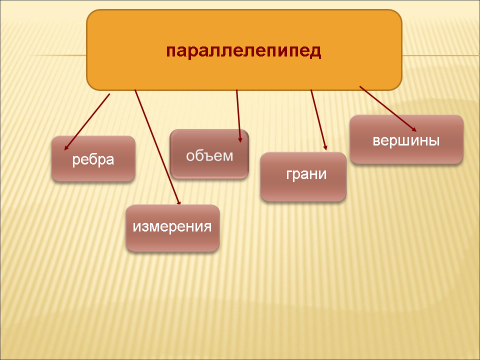 параллелепипед
вершины
ребра
объем
грани
измерения